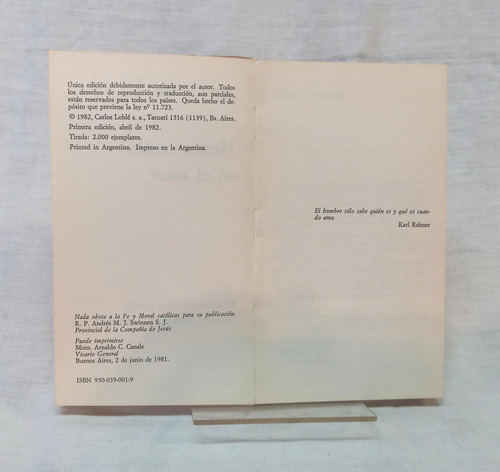 Única edición debidamente autorizada por el autor. Todos
los derechos de reproducción y traducción, aun parciales,
están reservados para todos los países. Queda hecho el de-
pósito que previene la ley nº 11.723.
© 1982, Carlos Lohlé s. a., Tacuarí 1516 (1139), Bs. Aires.
Primera edición, abril de 1982.
Tirada: 2.000 ejemplares.
Printed in Argentina. Impreso en la Argentina.
Nada obsta a la Fe y Moral católicas para su publicación.
R. P. Andrés M. J. Swinnen S. J.
Provincial de la Compañía de Jesús
Puede imprimirse
Mons. Arnaldo C. Canale
Vicario General
Buenos Aires, 2 de junio de 1981.
ISBN 950-039-001-9
El hombre sólo sabe quién es y qué es cuan-
do ama.
Karl Rahner